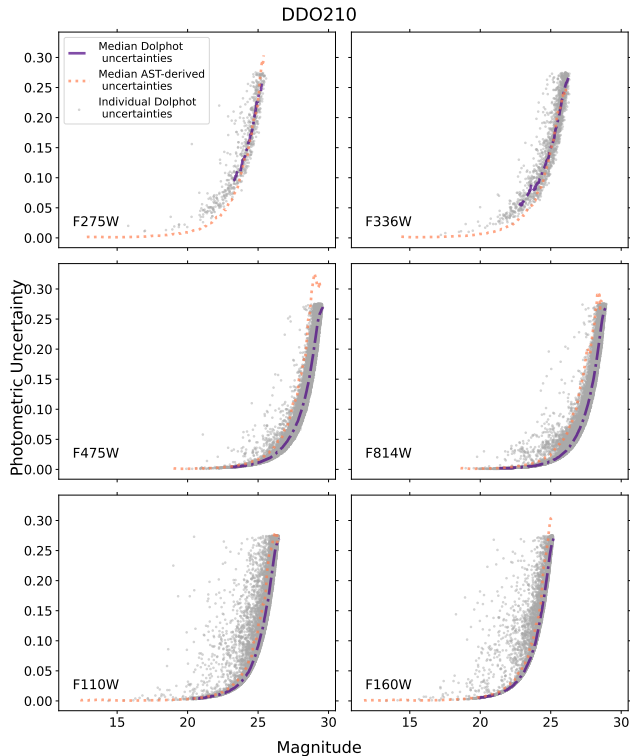 DDO210
0.30
0.25
0.20
0.15
0.10
0.05
0.00
Median Dolphot
uncertainties
Median AST-derived
uncertainties
Individual Dolphot
uncertainties
F275W
F336W
0.30
0.25
0.20
0.15
0.10
0.05
0.00
Photometric Uncertainty
F475W
F814W
0.30
0.25
0.20
0.15
0.10
0.05
0.00
F110W
F160W
15 20 25 30 15 20 25 30
Magnitude